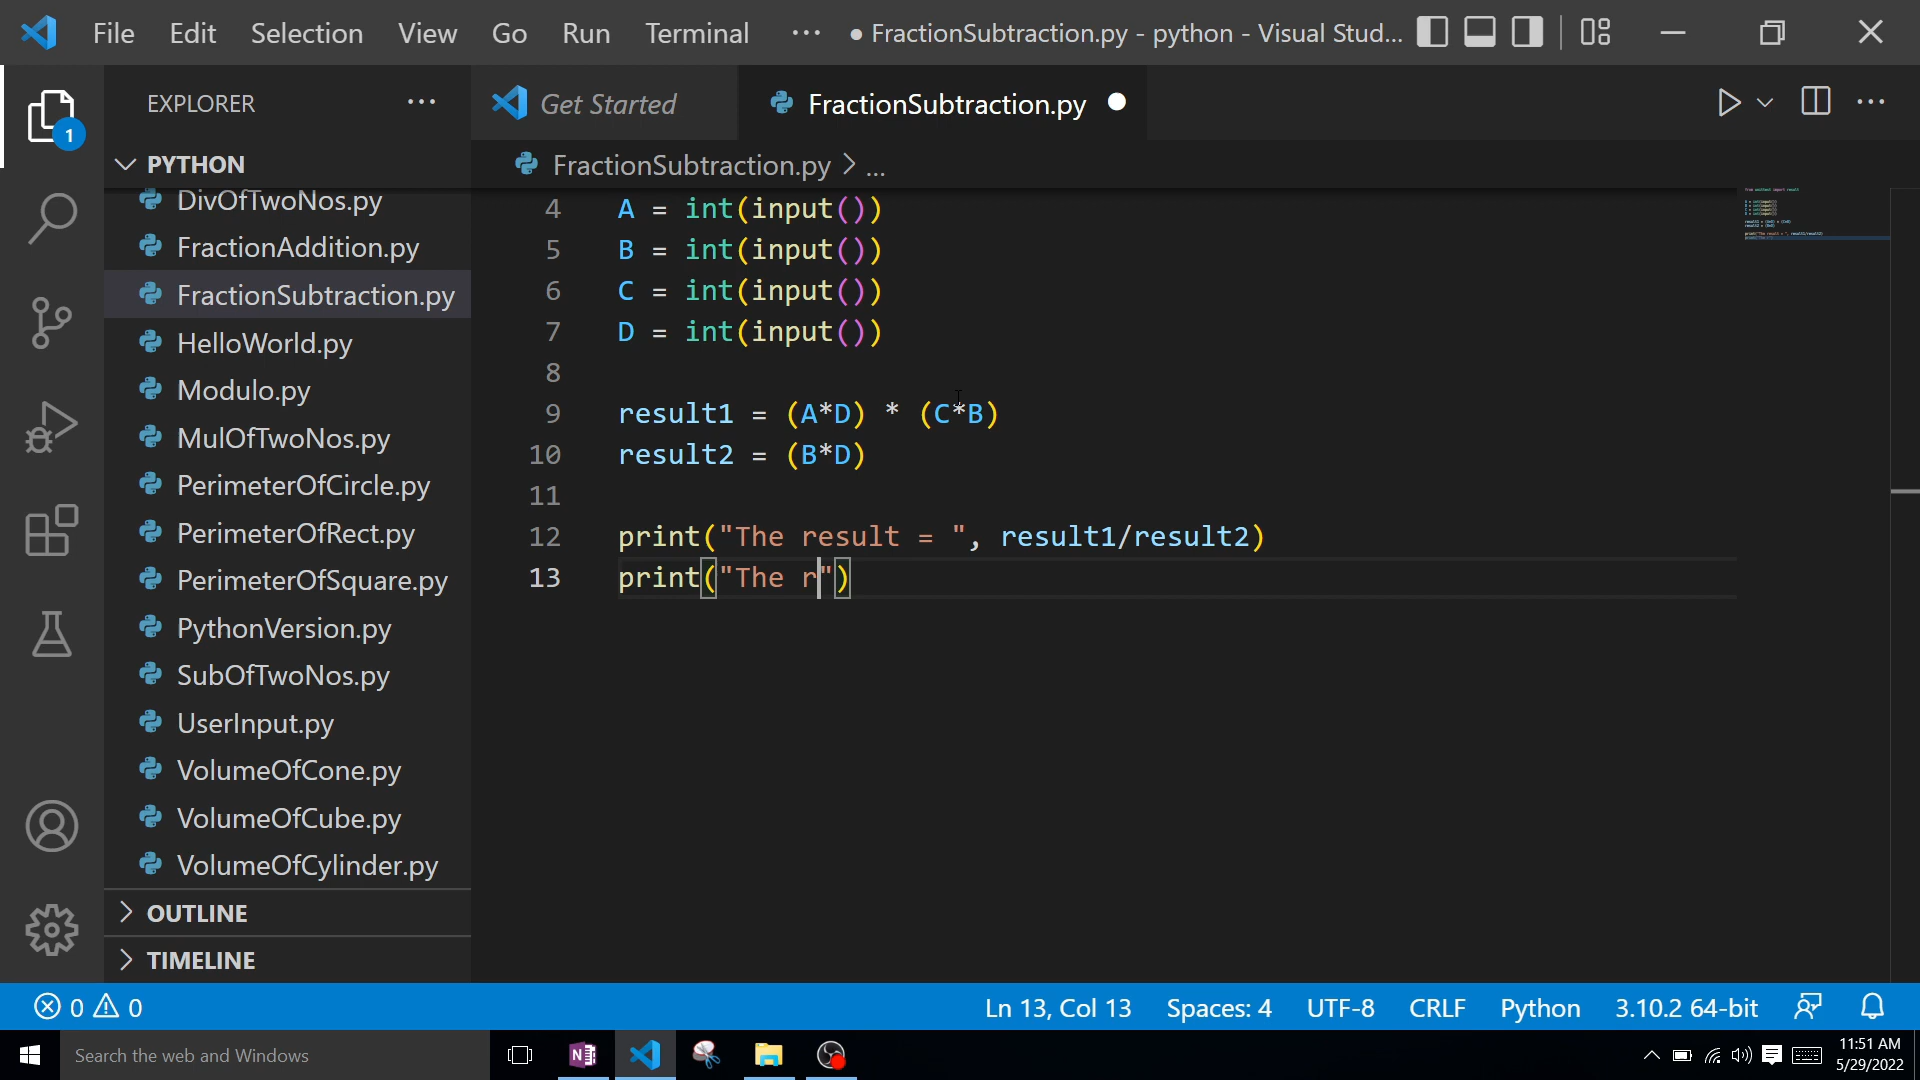 File Edit Selection View Go Run Terminal ··· ● FractionSubtraction.py - python - Visual Stud...
EXPLORER ···
Get Started
FractionSubtraction.py ●
1
PYTHON
FractionSubtraction.py > ...
DivOfTwoNos.py
FractionAddition.py
FractionSubtraction.py
HelloWorld.py
Modulo.py
MulOfTwoNos.py
PerimeterOfCircle.py
PerimeterOfRect.py
PerimeterOfSquare.py
PythonVersion.py
SubOfTwoNos.py
UserInput.py
VolumeOfCone.py
VolumeOfCube.py
VolumeOfCylinder.py
OUTLINE
TIMELINE
4 A = int(input())
5 B = int(input())
6 C = int(input())
7 D = int(input())
8
9 result1 = (A*D) * (C*B)
10 result2 = (B*D)
11
12 print("The result = ", result1/result2)
13 print("The r")
0 0 Ln 13, Col 13 Spaces: 4 UTF-8 CRLF Python 3.10.2 64-bit
Search the web and Windows
N
11:51 AM
5/29/2022